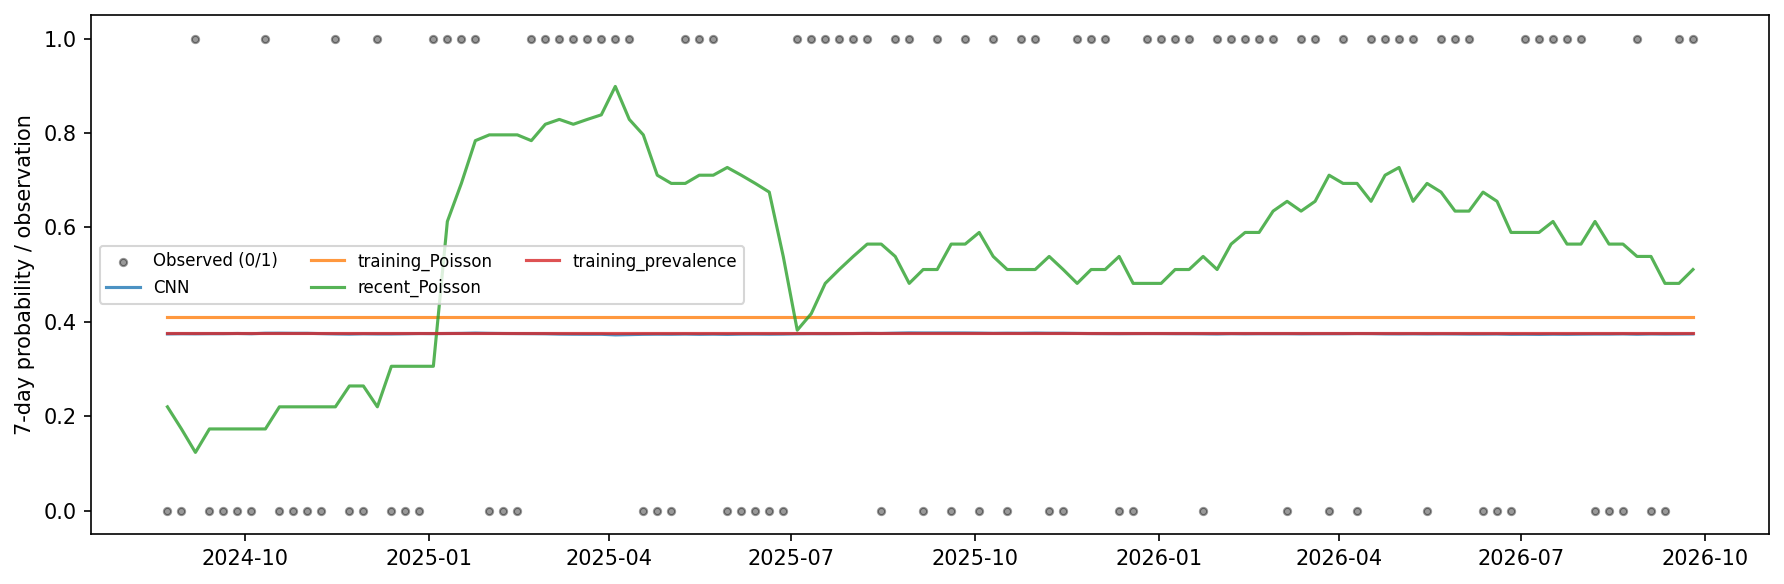 7-day probability / observation
1.0
0.8
0.6
0.4
0.2
0.0
Observed (0/1)
CNN
training_Poisson
recent_Poisson
training_prevalence
2024-10
2025-01
2025-04
2025-07
2025-10
2026-01
2026-04
2026-07
2026-10